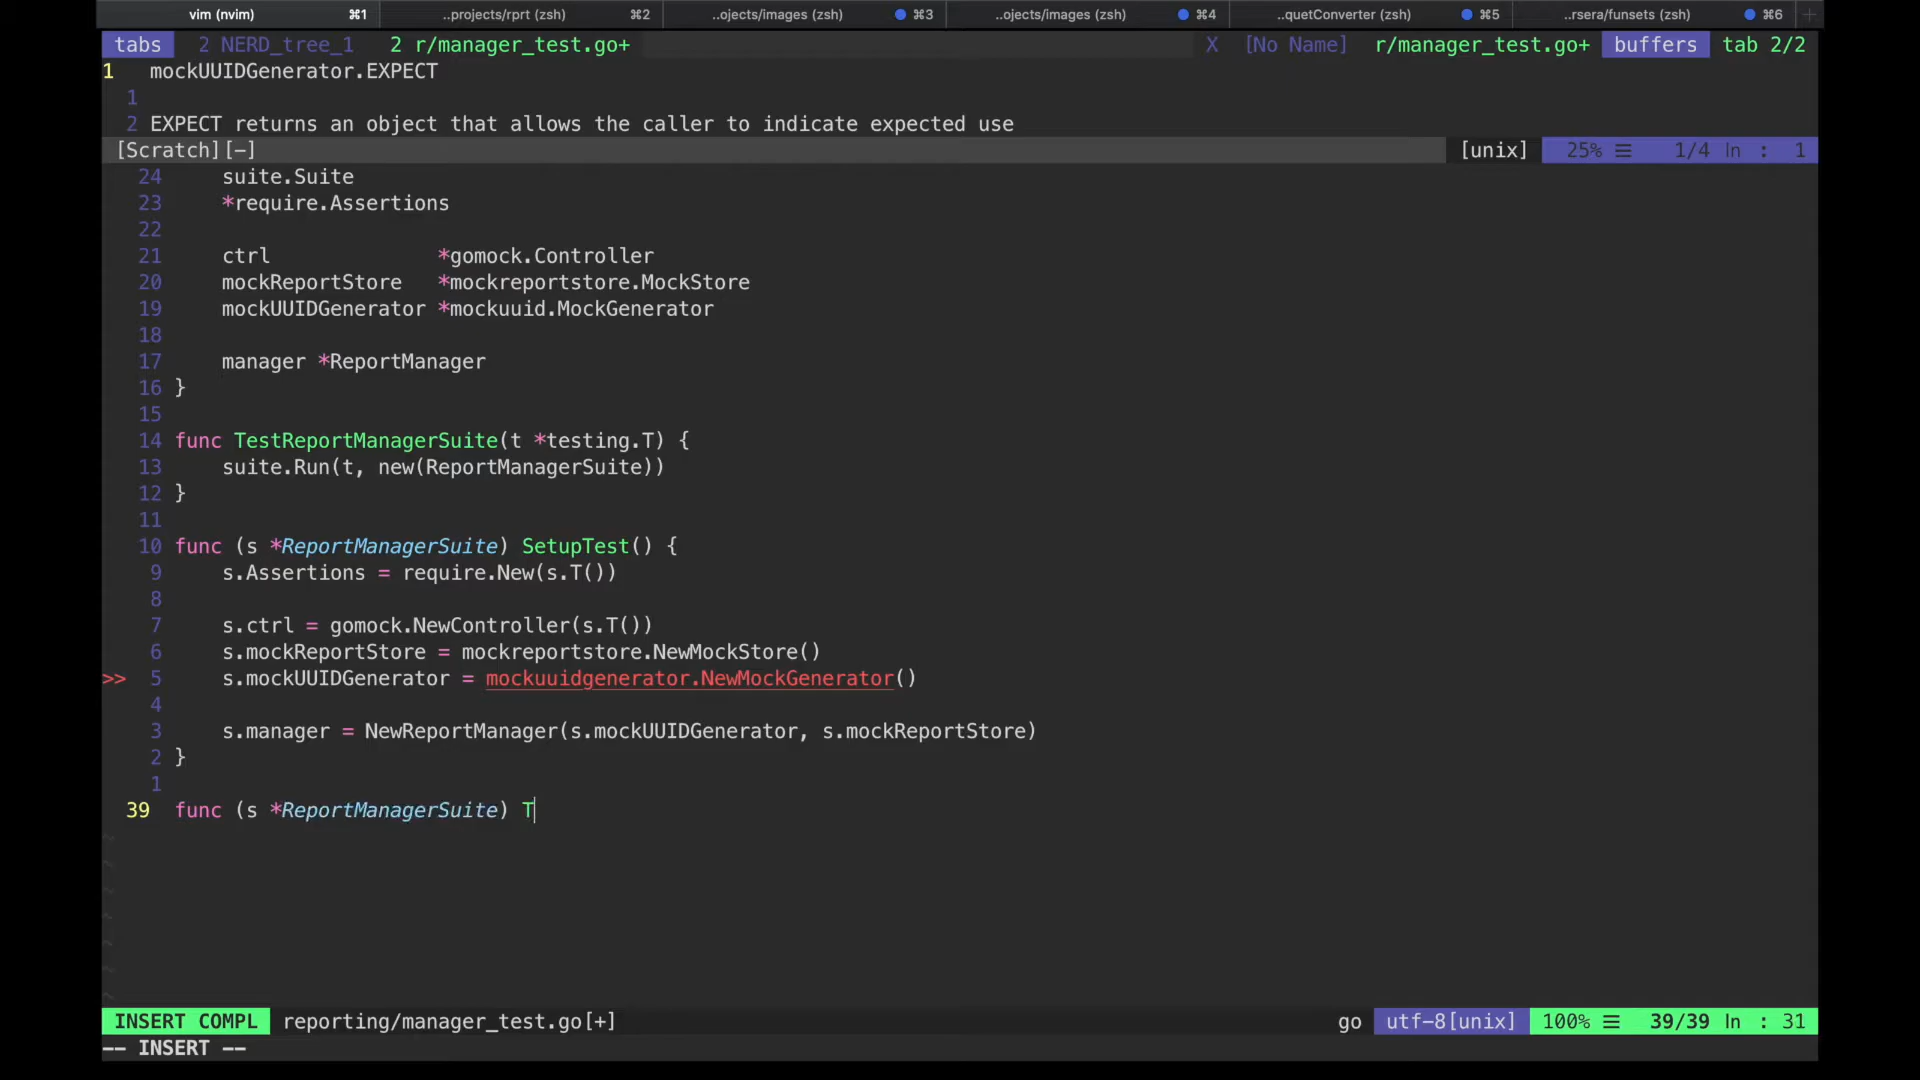 vim (nvim) ⌘1 ..projects/rprt (zsh) ⌘2 ..ojects/images (zsh) ⌘3 ..ojects/images (zsh) ⌘4 ..quetConverter (zsh) ⌘5 ..rsera/funsets (zsh) ⌘6 +
tabs 2 NERD_tree_1 2 r/manager_test.go+ X [No Name] r/manager_test.go+ buffers tab 2/2
1 mockUUIDGenerator.EXPECT
1
2 EXPECT returns an object that allows the caller to indicate expected use
[Scratch][-] [unix] 25% ☰ 1/4 ln : 1
24 suite.Suite
23 *require.Assertions
22
21 ctrl *gomock.Controller
20 mockReportStore *mockreportstore.MockStore
19 mockUUIDGenerator *mockuuid.MockGenerator
18
17 manager *ReportManager
16 }
15
14 func TestReportManagerSuite(t *testing.T) {
13 suite.Run(t, new(ReportManagerSuite))
12 }
11
10 func (s *ReportManagerSuite) SetupTest() {
9 s.Assertions = require.New(s.T())
8
7 s.ctrl = gomock.NewController(s.T())
6 s.mockReportStore = mockreportstore.NewMockStore()
>> 5 s.mockUUIDGenerator = mockuuidgenerator.NewMockGenerator()
4
3 s.manager = NewReportManager(s.mockUUIDGenerator, s.mockReportStore)
2 }
1
39 func (s *ReportManagerSuite) T
~
~
~
~
~
~
~
INSERT COMPL reporting/manager_test.go[+] go utf-8[unix] 100% ☰ 39/39 ln : 31
-- INSERT --